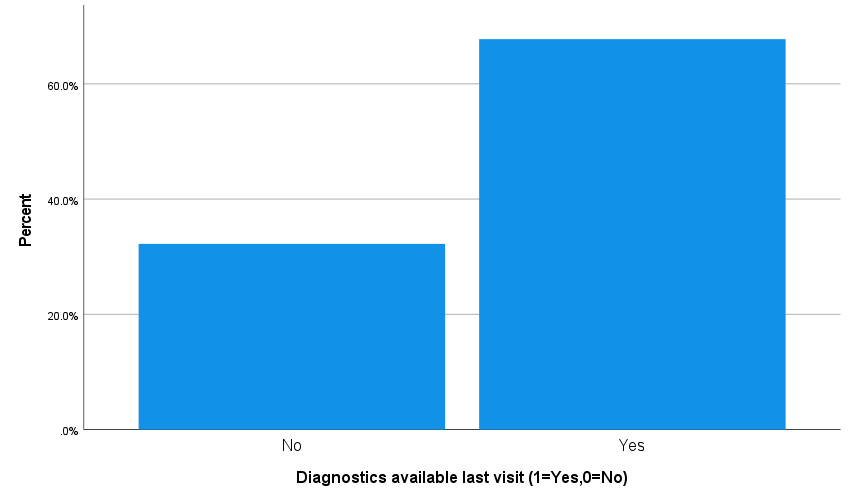 60.0%
40.0%
20.0%
.0%
Percent
No
Yes
Diagnostics available last visit (1=Yes,0=No)